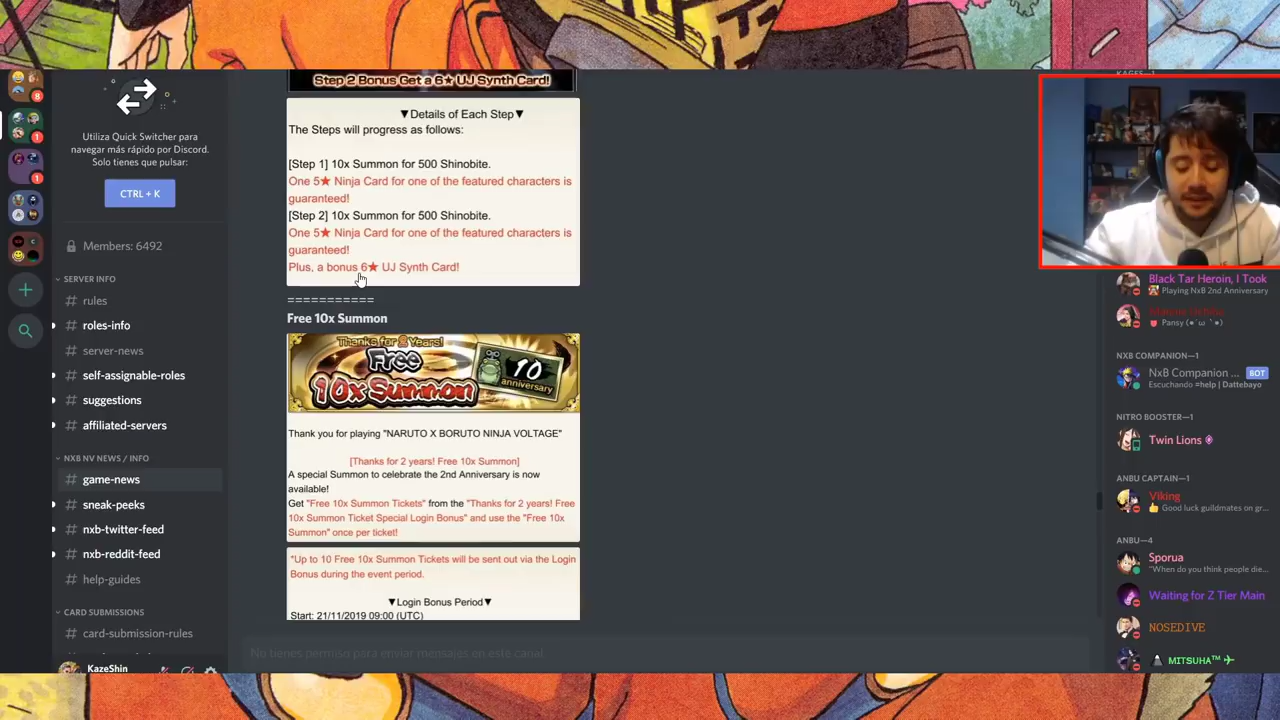 8
1
1
Utiliza Quick Switcher para
navegar más rápido por Discord.
Solo tienes que pulsar:
CTRL + K
Members: 6492
SERVER INFO
# rules
# roles-info
# server-news
# self-assignable-roles
# suggestions
# affiliated-servers
NXB NV NEWS / INFO
# game-news
# sneak-peeks
# nxb-twitter-feed
# nxb-reddit-feed
# help-guides
CARD SUBMISSIONS
# card-submission-rules
KazeShin
Step 2 Bonus Get a 6★ UJ Synth Card!
▼Details of Each Step▼
The Steps will progress as follows:
[Step 1] 10x Summon for 500 Shinobite.
One 5★ Ninja Card for one of the featured characters is
guaranteed!
[Step 2] 10x Summon for 500 Shinobite.
One 5★ Ninja Card for one of the featured characters is
guaranteed!
Plus, a bonus 6★ UJ Synth Card!
===========
Free 10x Summon
Thanks for 2 Years!
Free
10x Summon
10
anniversary
Thank you for playing "NARUTO X BORUTO NINJA VOLTAGE"
[Thanks for 2 years! Free 10x Summon]
A special Summon to celebrate the 2nd Anniversary is now
available!
Get "Free 10x Summon Tickets" from the "Thanks for 2 years! Free
10x Summon Ticket Special Login Bonus" and use the "Free 10x
Summon" once per ticket!
*Up to 10 Free 10x Summon Tickets will be sent out via the Login
Bonus during the event period.
▼Login Bonus Period▼
Start: 21/11/2019 09:00 (UTC)
No tienes permiso para enviar mensajes en este canal.
KAGES—1
Black Tar Heroin, I Took
Playing NxB 2nd Anniversary
Pansy (●´ω｀●)
NXB COMPANION—1
NxB Companion ... BOT
Escuchando =help | Dattebayo
NITRO BOOSTER—1
Twin Lions
ANBU CAPTAIN—1
Viking
Good luck guildmates on gr...
ANBU—4
Sporua
"When do you think people die...
Waiting for Z Tier Main
NOSEDIVE
MITSUHA™ ✈